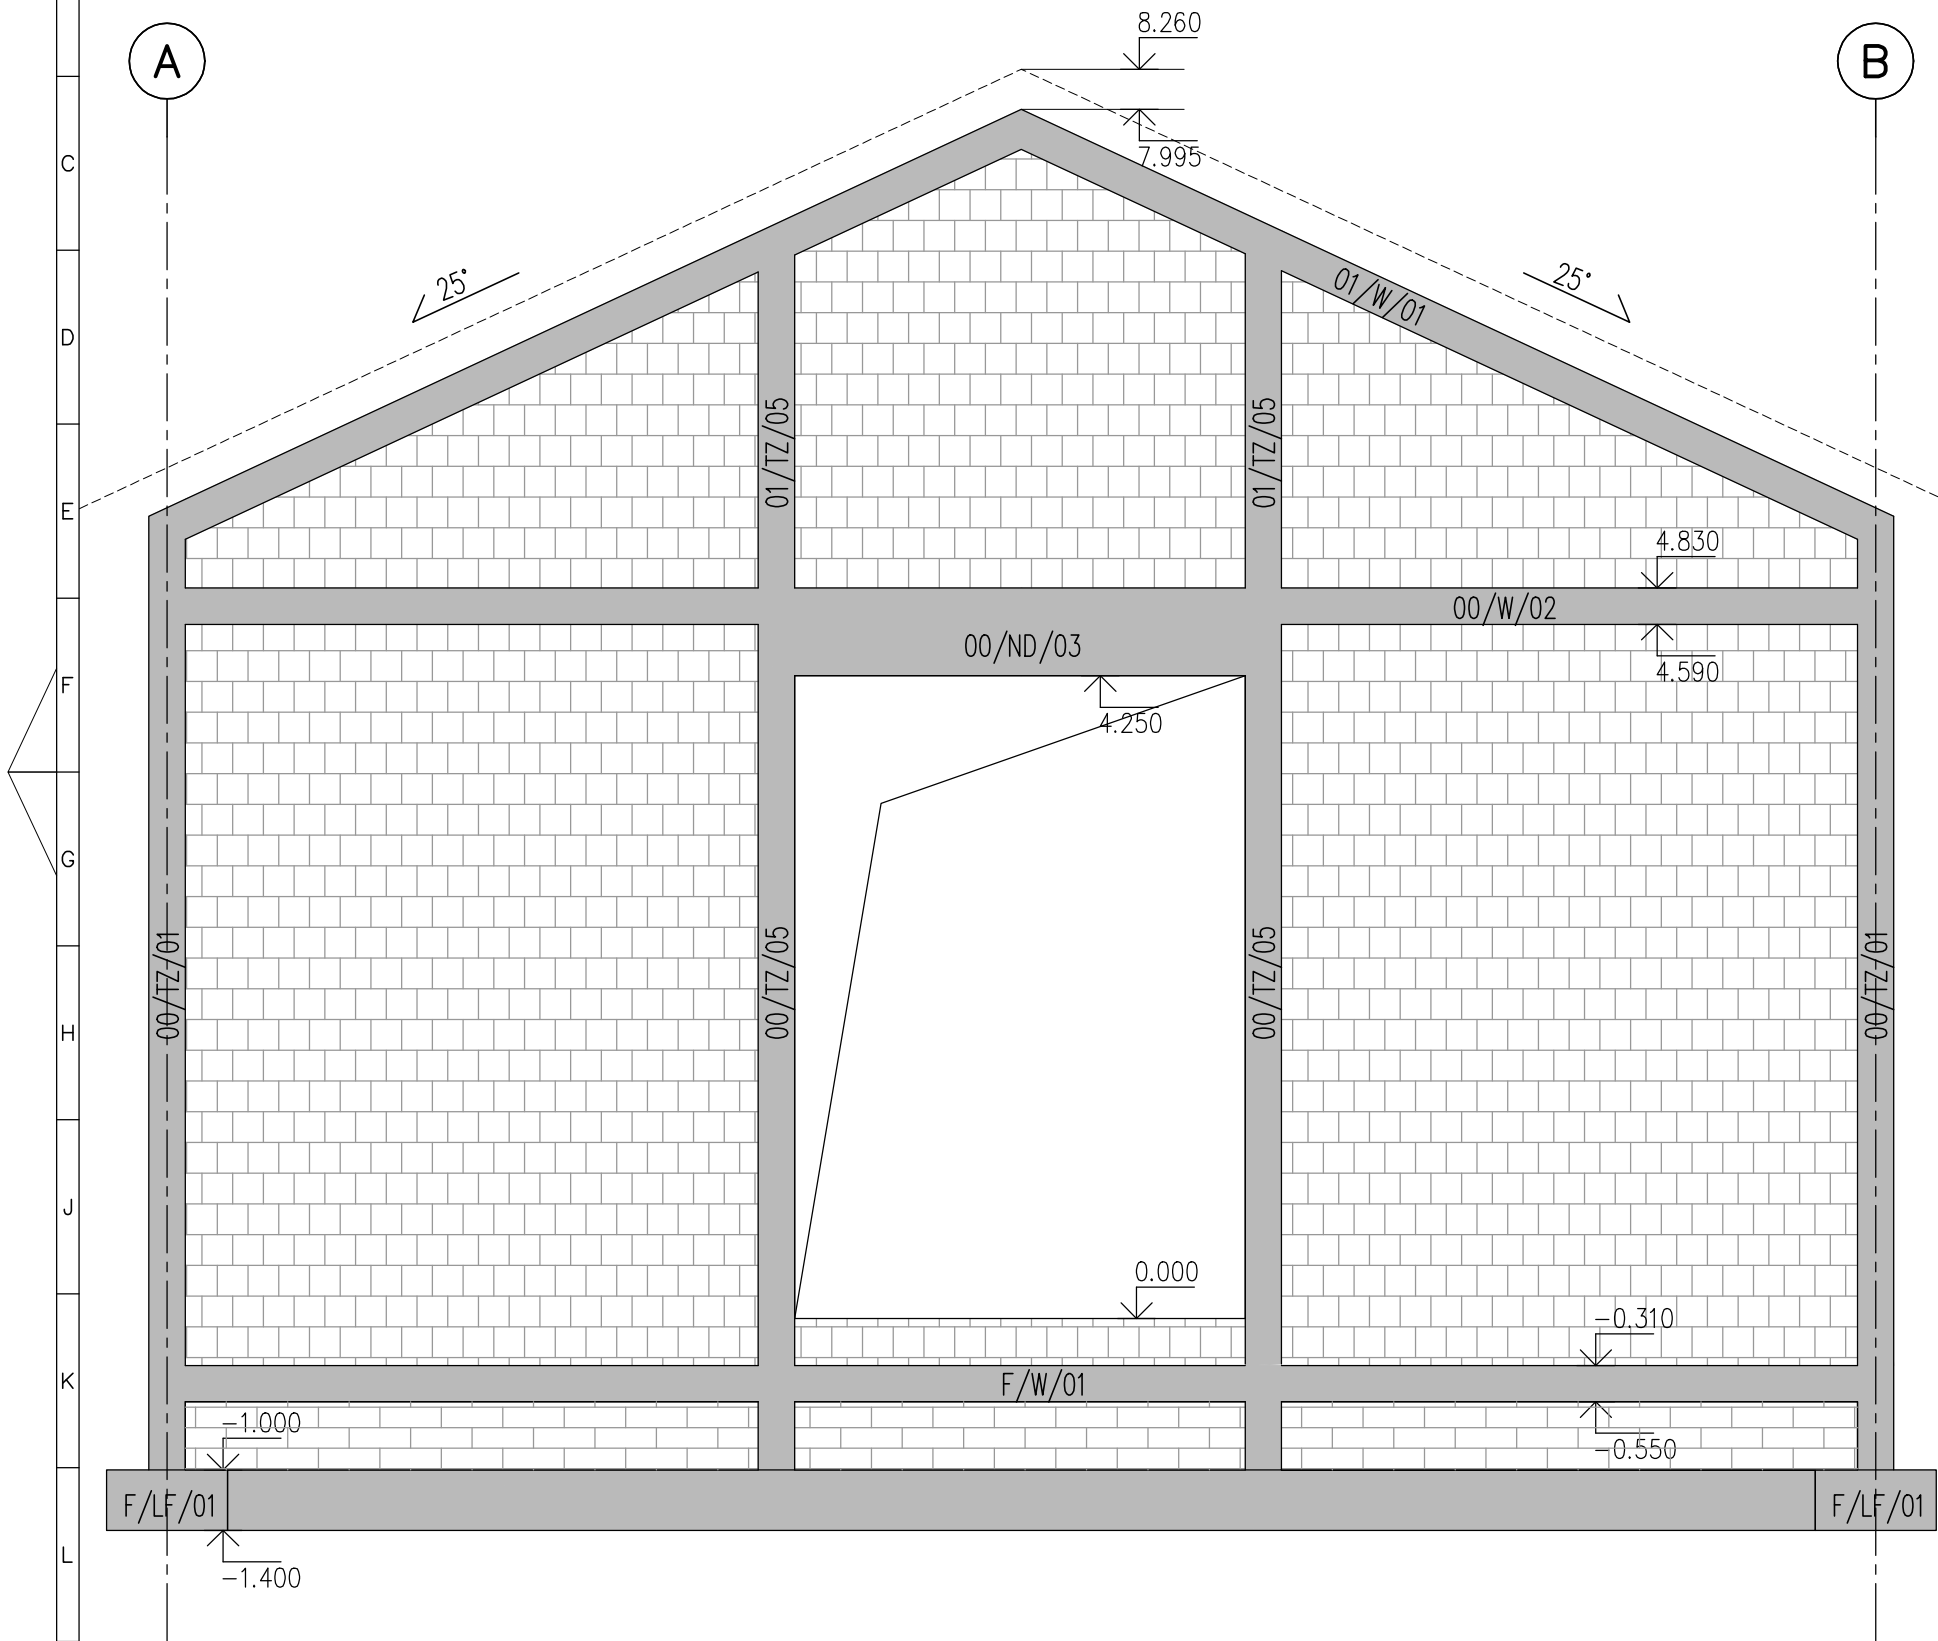 A
B
8.260
7.995
C
25°
25°
01/W/01
D
01/TZ/05
01/TZ/05
E
4.830
00/W/02
00/ND/03
4.590
F
4.250
G
00/TZ/01
00/TZ/05
00/TZ/05
00/TZ/01
H
J
0.000
-0.310
K
F/W/01
-1.000
-0.550
F/LF/01
F/LF/01
L
-1.400